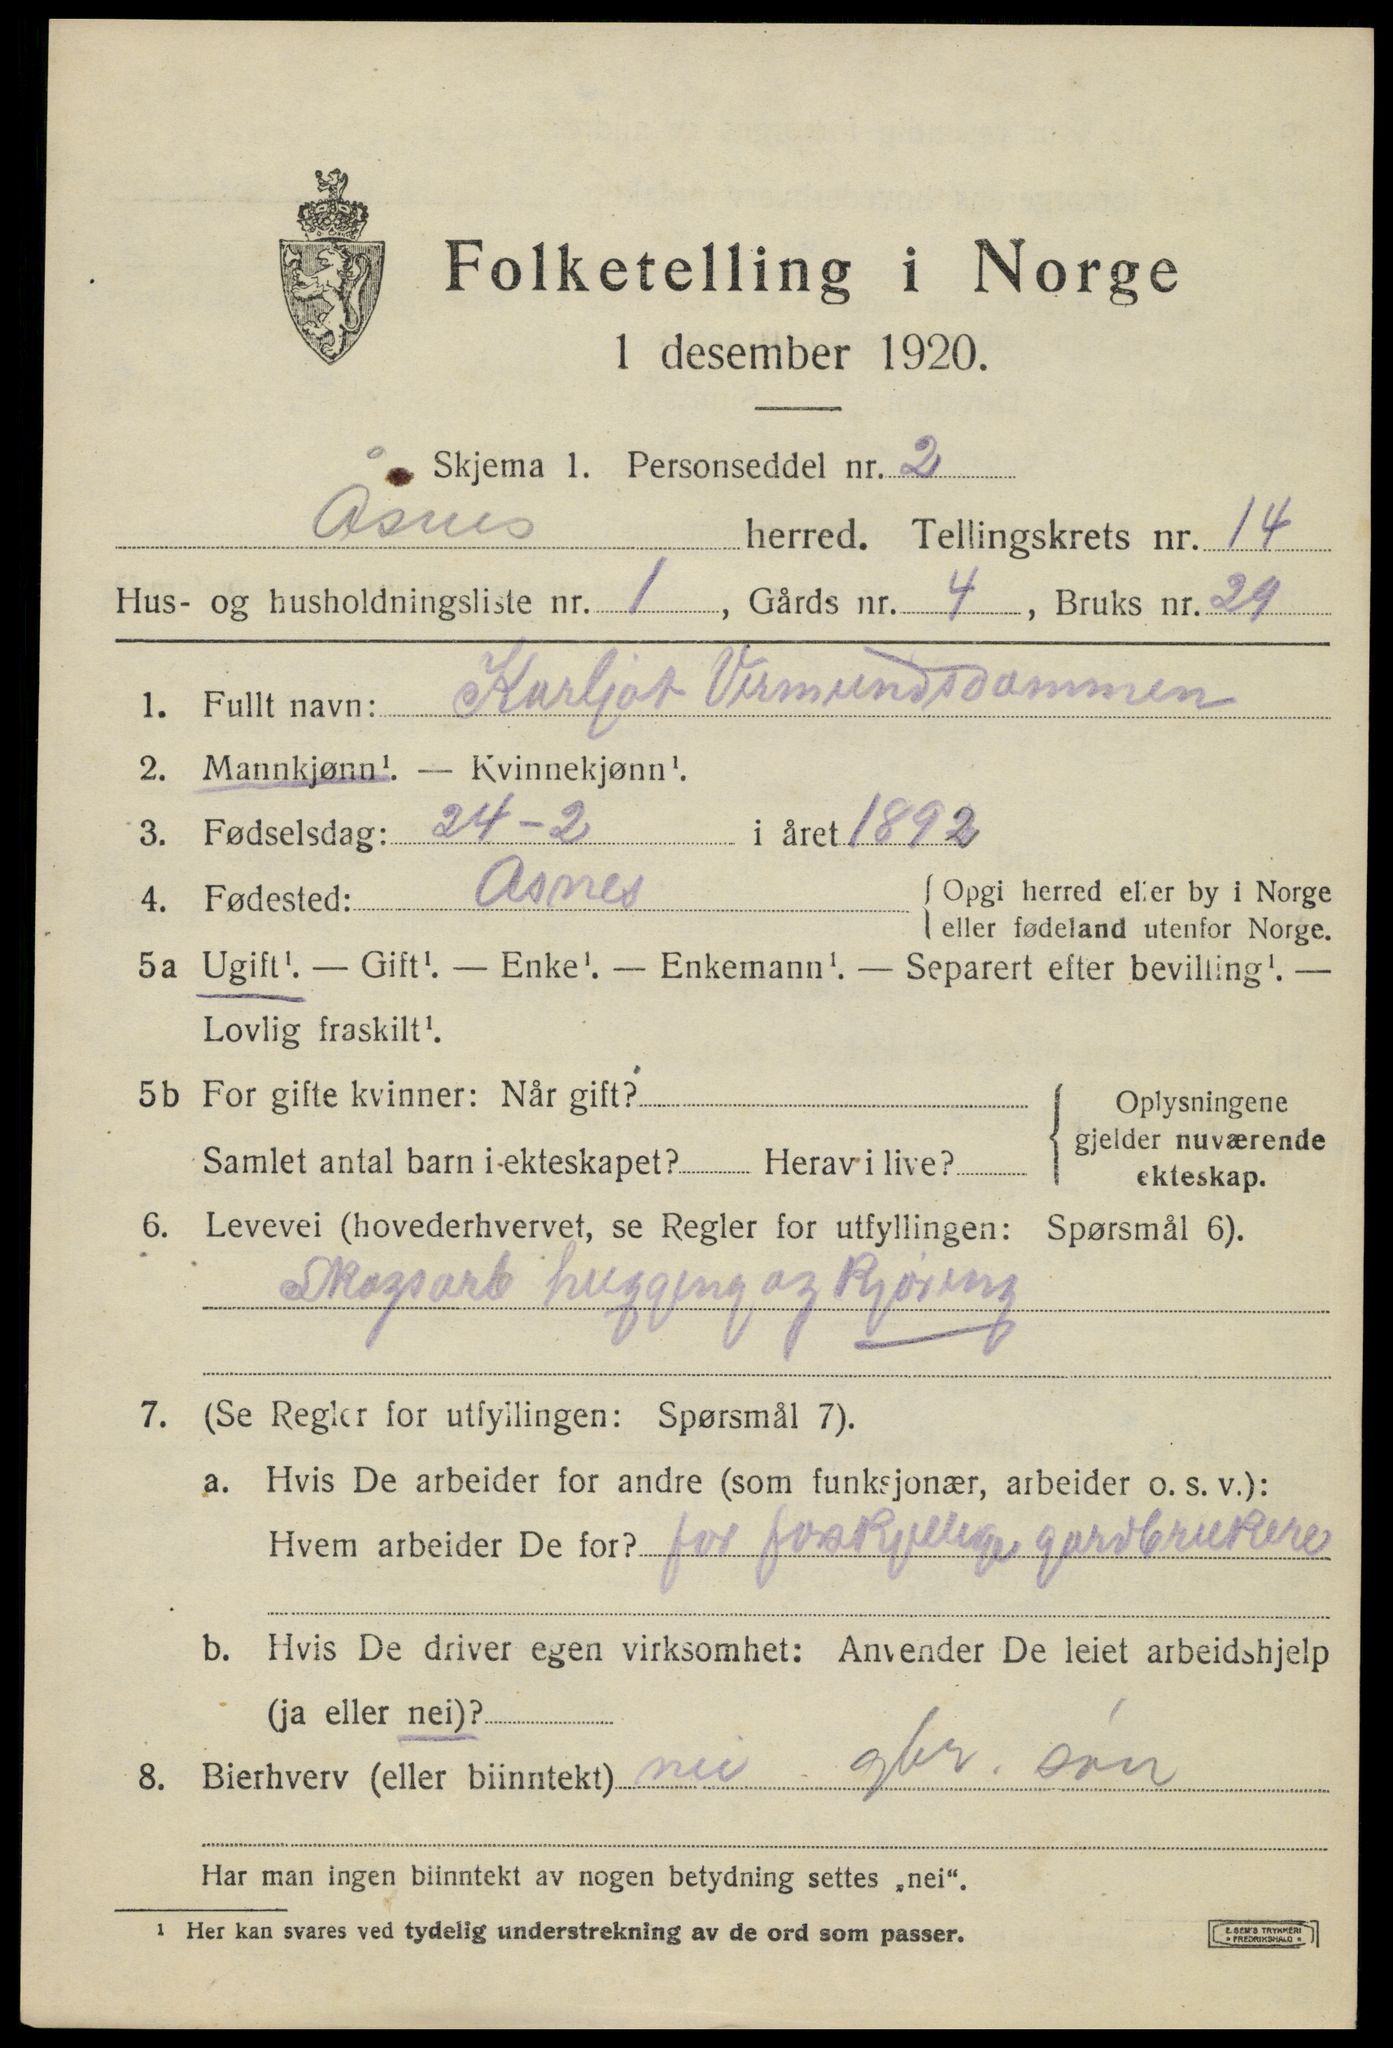 Folketelling i Norge
1 desember 1920.
Skjema 1. Personseddel nr. 2
Åsnes herred. Tellingskrets nr. 14
Hus- og husholdningsliste nr. 1, Gårds nr. 4, Bruks nr. 29
1. Fullt navn: Karljot Vermundsdammen
2. Mannkjønn¹. — Kvinnekjønn¹.
3. Fødselsdag: 24-2 i året 1892
4. Fødested: Asnes { Opgi herred eller by i Norge
eller fødeland utenfor Norge.
5a Ugift¹. — Gift¹. — Enke¹. — Enkemann¹. — Separert efter bevilling¹. —
Lovlig fraskilt¹.
5b For gifte kvinner: Når gift? { Oplysningene
gjelder nuværende
Samlet antal barn i ekteskapet? Herav i live?
ekteskap.
6. Levevei (hovederhvervet, se Regler for utfyllingen: Spørsmål 6).
Skogsarb hugging og kjøring
7. (Se Regler for utfyllingen: Spørsmål 7).
a. Hvis De arbeider for andre (som funksjonær, arbeider o. s. v.):
Hvem arbeider De for? for forskjellige gardbrukere
b. Hvis De driver egen virksomhet: Anvender De leiet arbeidshjelp
(ja eller nei)?
8. Bierhverv (eller biinntekt) nei gbr. søn
Har man ingen biinntekt av nogen betydning settes „nei“.
¹ Her kan svares ved tydelig understrekning av de ord som passer.
E. SEM'S TRYKKERI
* FREDRIKSHALD *